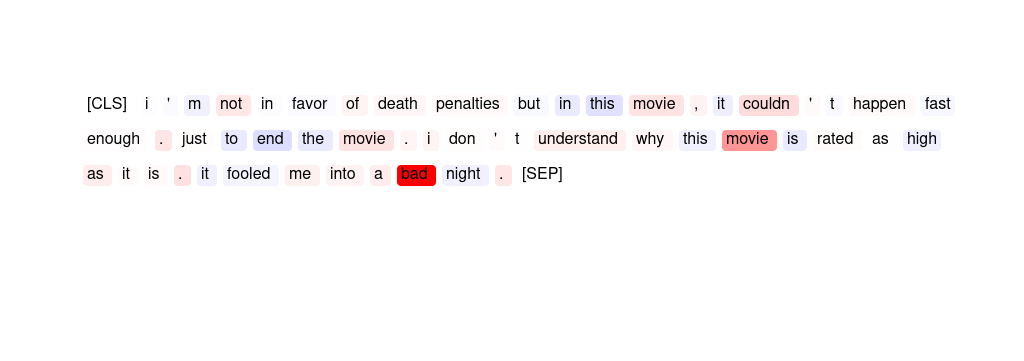 [CLS] i ' m not in favor of death penalties but in this movie , it couldn ' t happen fast
enough . just to end the movie . i don ' t understand why this movie is rated as high
as it is . it fooled me into a bad night . [SEP]